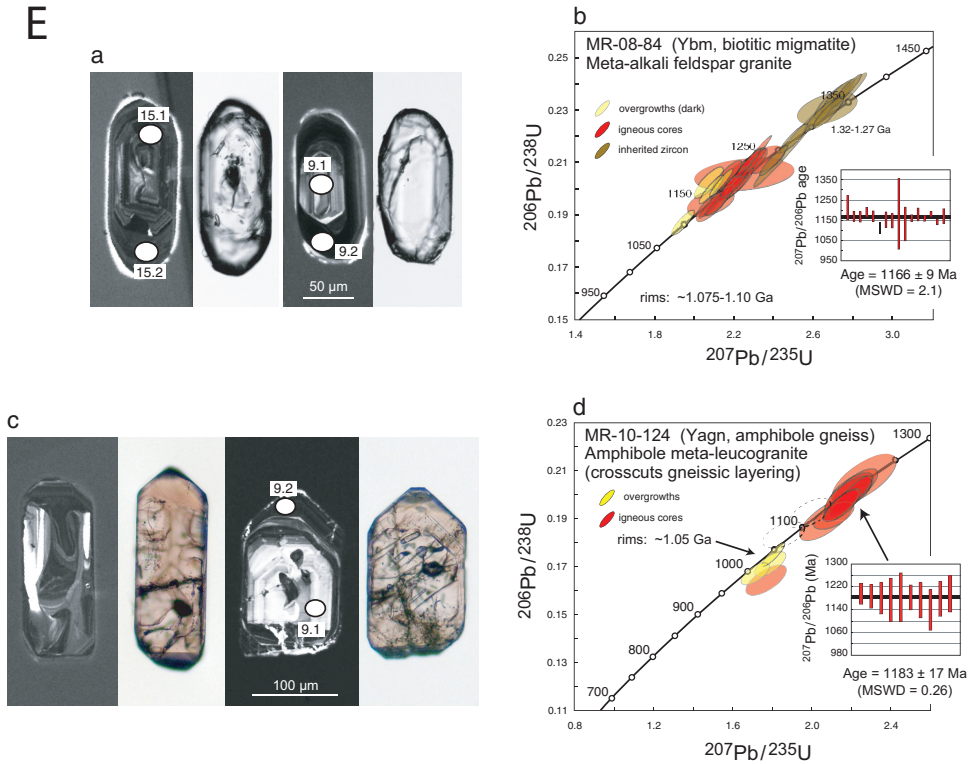 E
a
15.1
15.2
9.1
9.2
50 µm
b
MR-08-84 (Ybm, biotitic migmatite)
Meta-alkali feldspar granite
overgrowths (dark)
igneous cores
inherited zircon
0.25
0.23
0.21
0.19
0.17
0.15
206Pb/238U
1450
1350
1.32-1.27 Ga
1250
1150
1050
950
rims: ~1.075-1.10 Ga
1350
1250
1150
1050
950
207Pb/206Pb age
Age = 1166 ± 9 Ma
(MSWD = 2.1)
1.4 1.8 2.2 2.6 3.0
207Pb/235U
c
9.2
9.1
100 µm
d
MR-10-124 (Yagn, amphibole gneiss)
Amphibole meta-leucogranite
(crosscuts gneissic layering)
overgrowths
igneous cores
rims: ~1.05 Ga
0.23
0.21
0.19
0.17
0.15
0.13
0.11
206Pb/238U
1300
1100
1000
900
800
700
1300
1220
1140
1060
980
207Pb/206Pb (Ma)
Age = 1183 ± 17 Ma
(MSWD = 0.26)
0.8 1.2 1.6 2.0 2.4
207Pb/235U